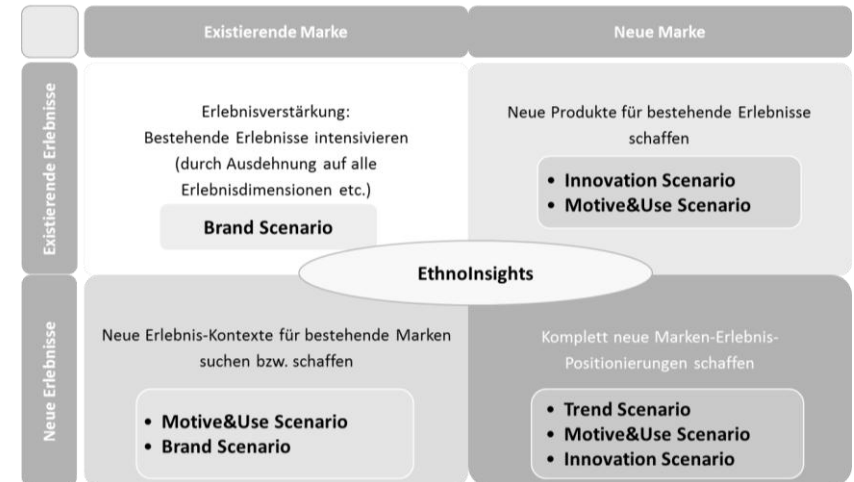 Existierende Marke
Neue Marke
Existierende Erlebnisse
Erlebnisverstärkung:
Bestehende Erlebnisse intensivieren
(durch Ausdehnung auf alle
Erlebnisdimensionen etc.)
Brand Scenario
Neue Produkte für bestehende Erlebnisse
schaffen
• Innovation Scenario
• Motive&Use Scenario
EthnoInsights
Neue Erlebnisse
Neue Erlebnis-Kontexte für bestehende Marken
suchen bzw. schaffen
• Motive&Use Scenario
• Brand Scenario
Komplett neue Marken-Erlebnis-
Positionierungen schaffen
• Trend Scenario
• Motive&Use Scenario
• Innovation Scenario